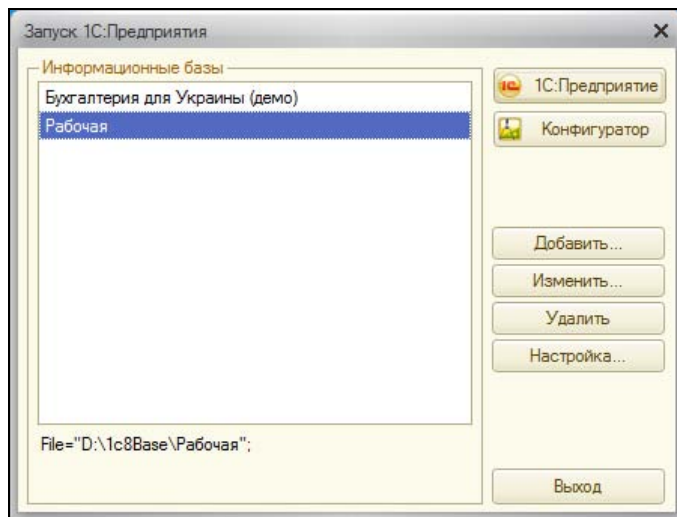 Запуск 1С:Предприятия
Информационные базы
Бухгалтерия для Украины (демо)
Рабочая
File="D:\1c8Base\Рабочая";
1С:Предприятие
Конфигуратор
Добавить...
Изменить...
Удалить
Настройка...
Выход